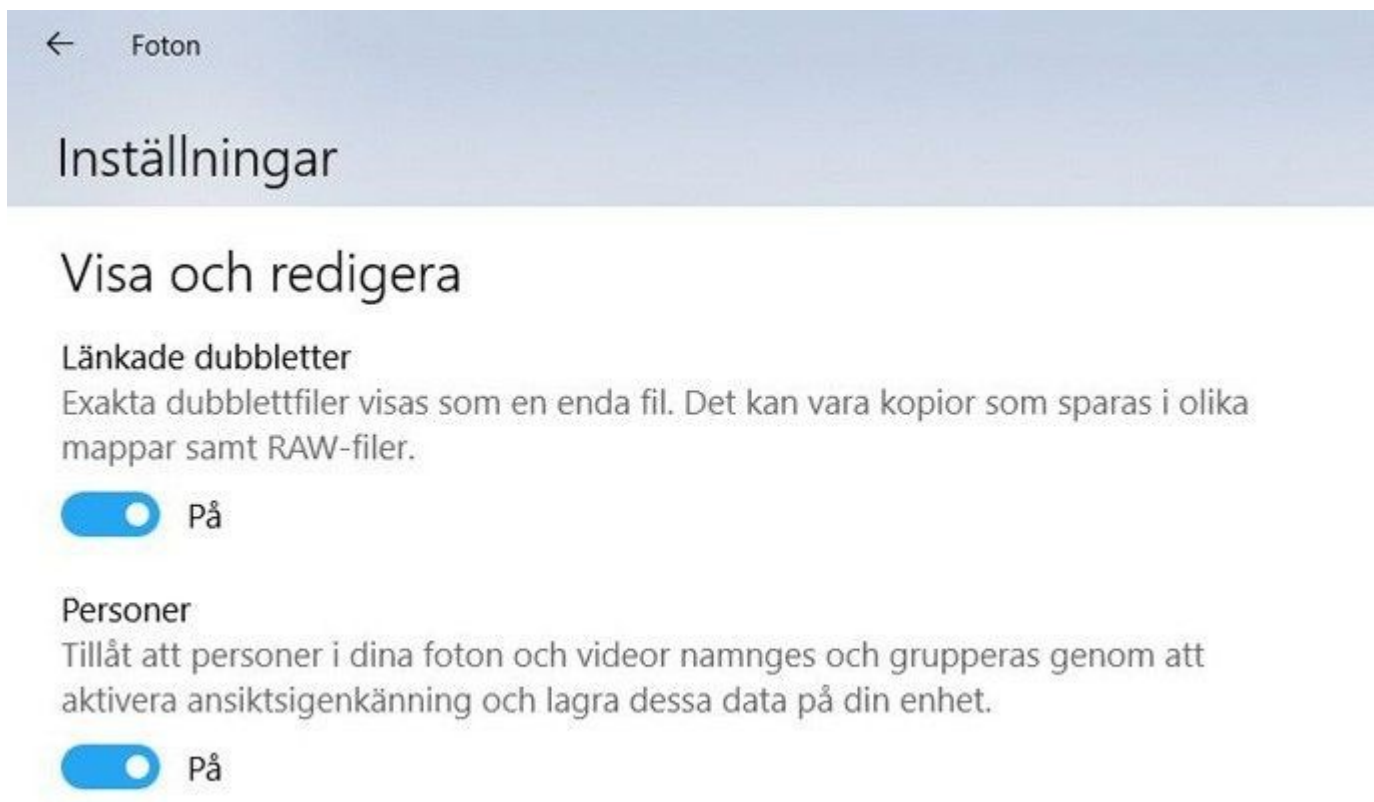 Foton
Inställningar
Visa och redigera
Länkade dubbletter
Exakta dubblettfiler visas som en enda fil. Det kan vara kopior som sparas i olika
mappar samt RAW-filer.
På
Personer
Tillåt att personer i dina foton och videor namnges och grupperas genom att
aktivera ansiktsigenkänning och lagra dessa data på din enhet.
På